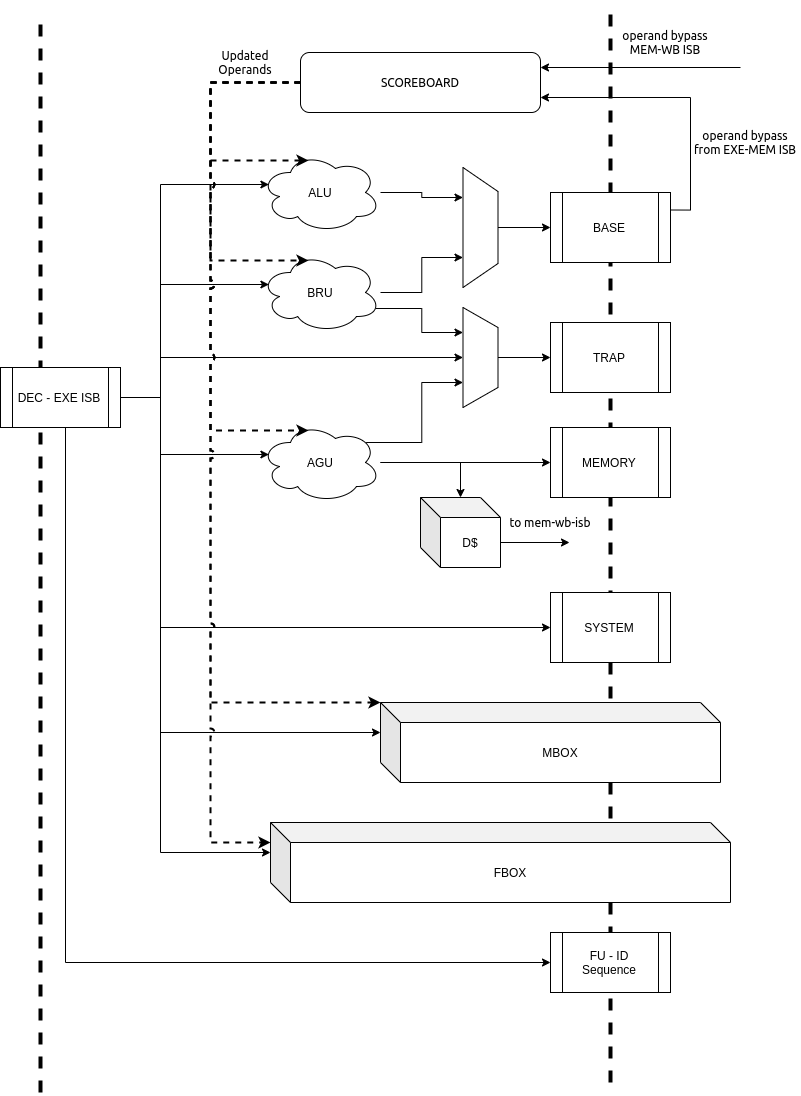 operand bypass
MEM-WB ISB
Updated
Operands
SCOREBOARD
operand bypass
from EXE-MEM ISB
ALU
BASE
BRU
TRAP
DEC - EXE ISB
AGU
MEMORY
to mem-wb-isb
D$
SYSTEM
MBOX
FBOX
FU - ID
Sequence